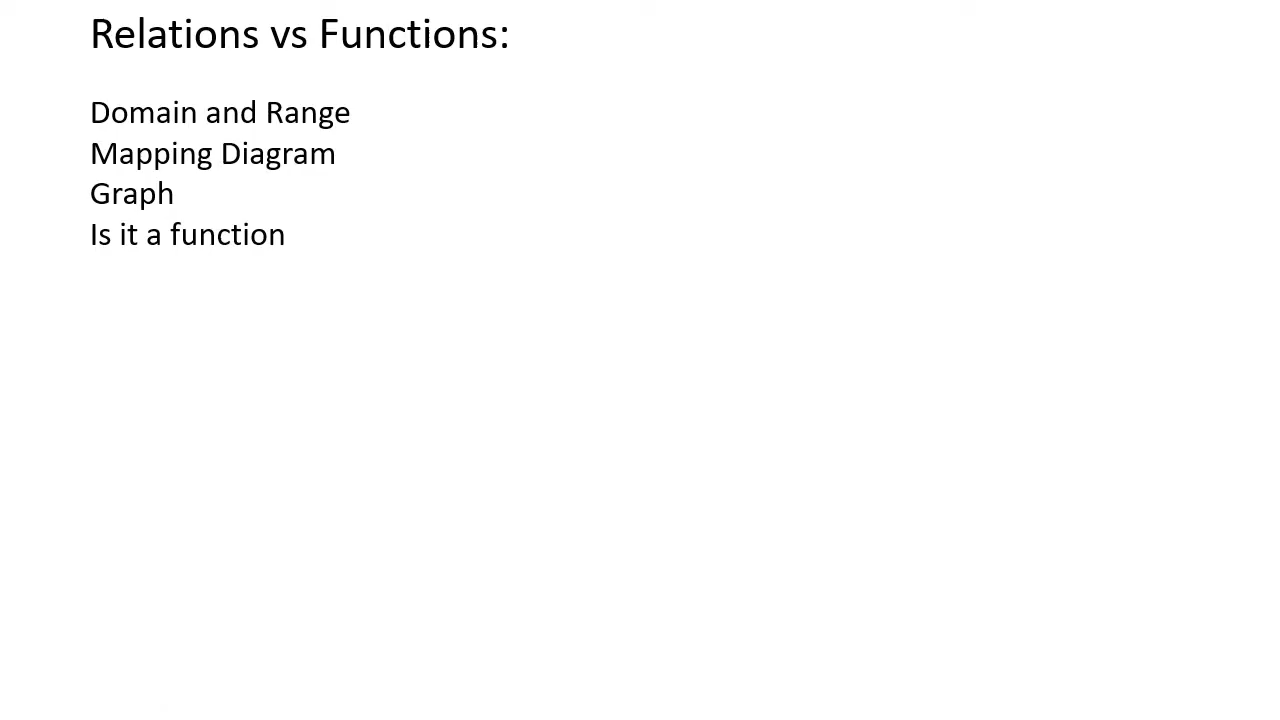 Relations vs Functions:
Domain and Range
Mapping Diagram
Graph
Is it a function